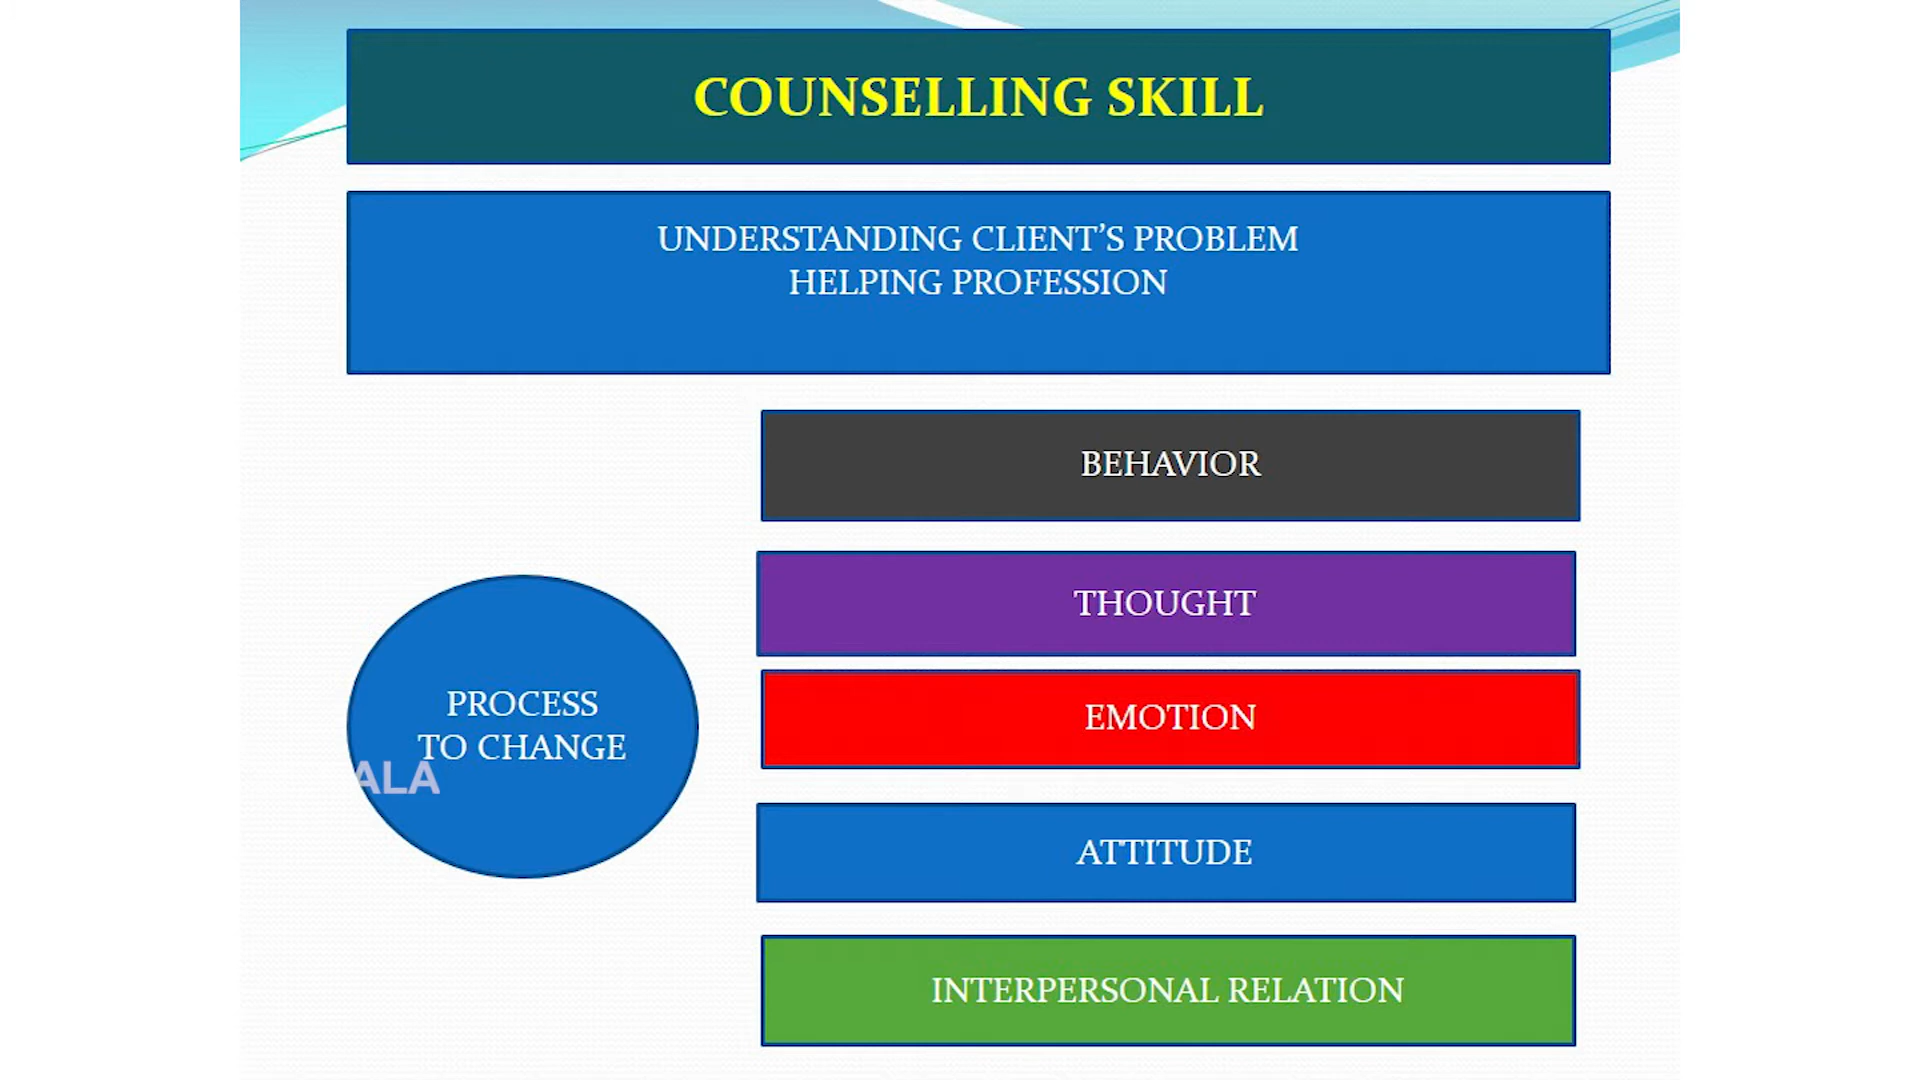 COUNSELLING SKILL
UNDERSTANDING CLIENT’S PROBLEM
HELPING PROFESSION
BEHAVIOR
THOUGHT
EMOTION
PROCESS
TO CHANGE
ALA
ATTITUDE
INTERPERSONAL RELATION